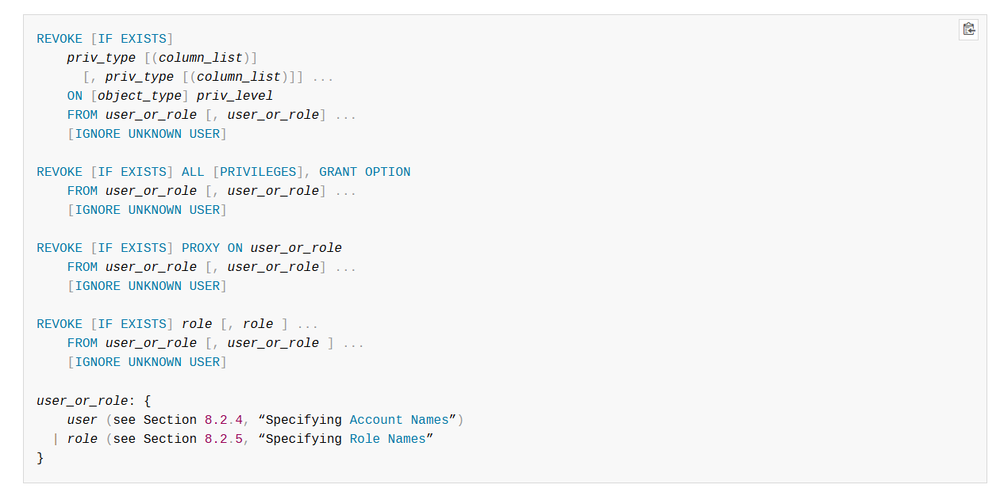 REVOKE [IF EXISTS]
    priv_type [(column_list)]
      [, priv_type [(column_list)]] ...
    ON [object_type] priv_level
    FROM user_or_role [, user_or_role] ...
    [IGNORE UNKNOWN USER]

REVOKE [IF EXISTS] ALL [PRIVILEGES], GRANT OPTION
    FROM user_or_role [, user_or_role] ...
    [IGNORE UNKNOWN USER]

REVOKE [IF EXISTS] PROXY ON user_or_role
    FROM user_or_role [, user_or_role] ...
    [IGNORE UNKNOWN USER]

REVOKE [IF EXISTS] role [, role ] ...
    FROM user_or_role [, user_or_role ] ...
    [IGNORE UNKNOWN USER]

user_or_role: {
    user (see Section 8.2.4, “Specifying Account Names”)
  | role (see Section 8.2.5, “Specifying Role Names”
}